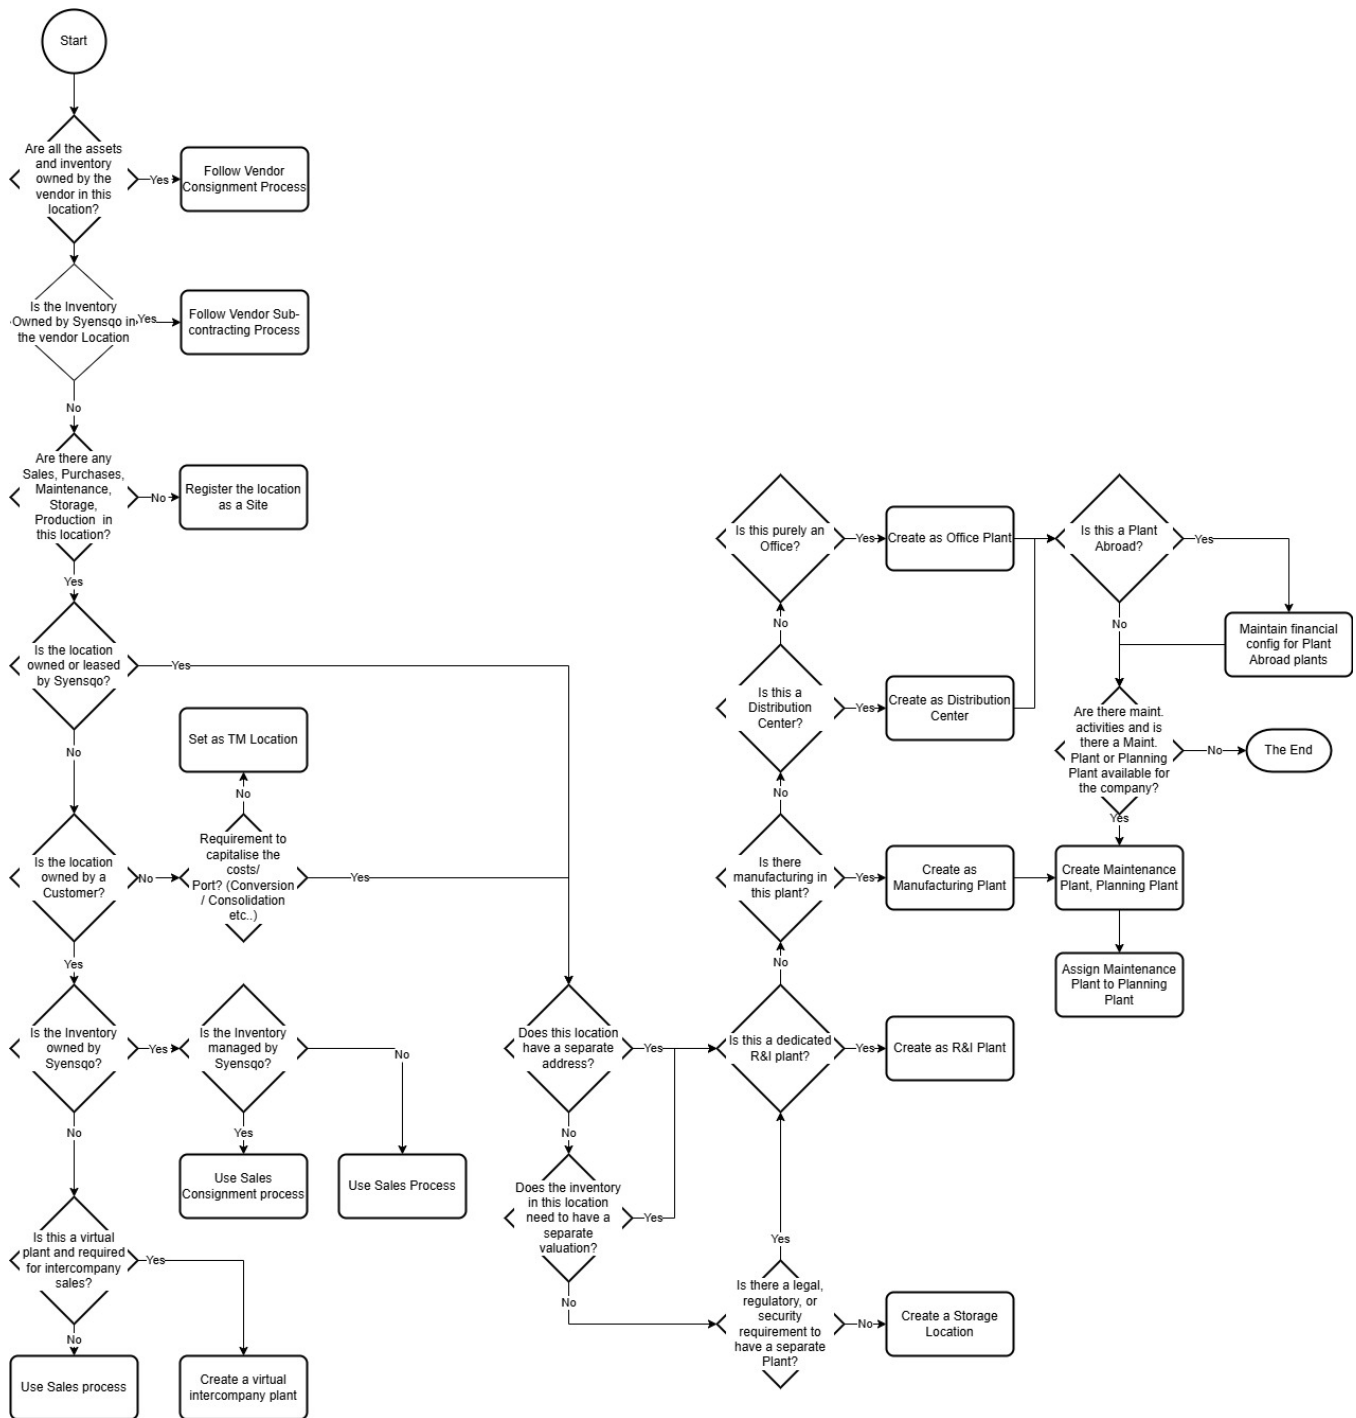 Start
Are all the assets
and inventory
owned by the
vendor in this
location?
Yes
Follow Vendor
Consignment Process
Is the Inventory
Owned by Syensqo in
the vendor Location
Yes
Follow Vendor Sub-
contracting Process
No
Are there any
Sales, Purchases,
Maintenance,
Storage,
Production in
this location?
No
Register the location
as a Site
Yes
Is the location
owned or leased
by Syensqo?
Yes
No
Set as TM Location
No
Is the location
owned by a
Customer?
No
Requirement to
capitalise the
costs/
Port? (Conversion
/ Consolidation
etc..)
Yes
Yes
Is the Inventory
owned by
Syensqo?
Yes
Is the Inventory
managed by
Syensqo?
No
No
Yes
Use Sales
Consignment process
Use Sales Process
Is this a virtual
plant and required
for intercompany
sales?
Yes
No
Use Sales process
Create a virtual
intercompany plant
Does this location
have a separate
address?
Yes
No
Does the inventory
in this location
need to have a
separate
valuation?
Yes
No
Is there a legal,
regulatory, or
security
requirement to
have a separate
Plant?
No
Create a Storage
Location
Yes
Is this a dedicated
R&I plant?
Yes
Create as R&I Plant
No
Is there
manufacturing in
this plant?
Yes
Create as
Manufacturing Plant
No
Is this a
Distribution
Center?
Yes
Create as Distribution
Center
No
Is this purely an
Office?
Yes
Create as Office Plant
Is this a Plant
Abroad?
Yes
Maintain financial
config for Plant
Abroad plants
No
Are there maint.
activities and is
there a Maint.
Plant or Planning
Plant available for
the company?
No
The End
Yes
Create Maintenance
Plant, Planning Plant
Assign Maintenance
Plant to Planning
Plant